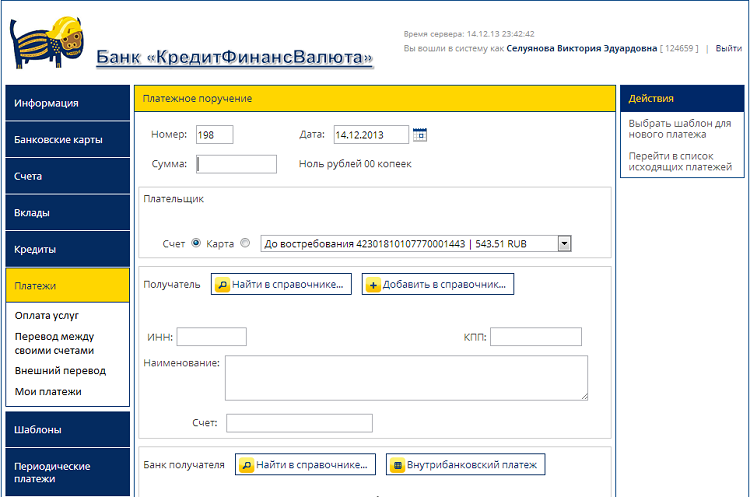 Время сервера: 14.12.13 23:42:42
Вы вошли в систему как Селуянова Виктория Эдуардовна [ 124659 ] | Выйти
Банк «КредитФинансВалюта»
Информация
Банковские карты
Счета
Вклады
Кредиты
Платежи
Оплата услуг
Перевод между
своими счетами
Внешний перевод
Мои платежи
Шаблоны
Периодические
платежи
Платежное поручение
Номер: 198 Дата: 14.12.2013
Сумма: Ноль рублей 00 копеек
Плательщик
Счет Карта До востребования 42301810107770001443 | 543.51 RUB
Получатель Найти в справочнике... Добавить в справочник...
ИНН: КПП:
Наименование:
Счет:
Банк получателя Найти в справочнике... Внутрибанковский платеж
Действия
Выбрать шаблон для
нового платежа
Перейти в список
исходящих платежей